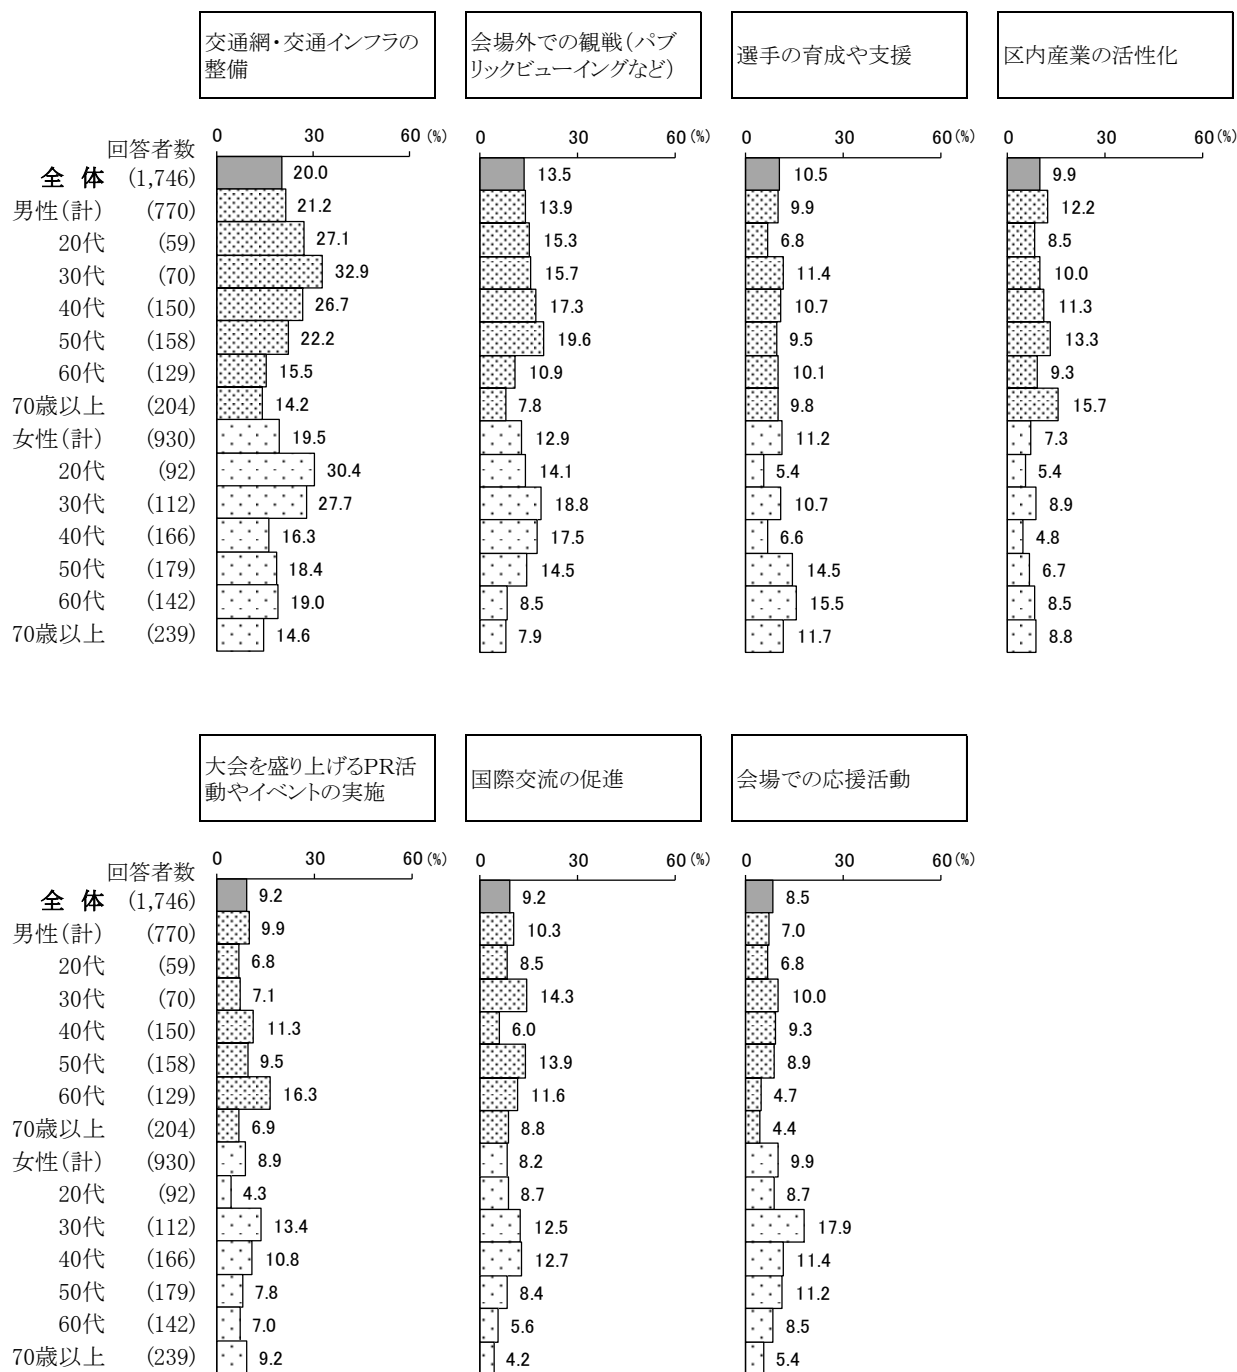 交通網・交通インフラの
整備
会場外での観戦(パブ
リックビューイングなど)
選手の育成や支援
区内産業の活性化
0 30 60(%) 0 30 60(%) 0 30 60(%) 0 30 60(%)
回答者数
全 体 (1,746) 20.0 13.5 10.5 9.9
男性(計) (770) 21.2 13.9 9.9 12.2
20代 (59) 27.1 15.3 6.8 8.5
30代 (70) 32.9 15.7 11.4 10.0
40代 (150) 26.7 17.3 10.7 11.3
50代 (158) 22.2 19.6 9.5 13.3
60代 (129) 15.5 10.9 10.1 9.3
70歳以上 (204) 14.2 7.8 9.8 15.7
女性(計) (930) 19.5 12.9 11.2 7.3
20代 (92) 30.4 14.1 5.4 5.4
30代 (112) 27.7 18.8 10.7 8.9
40代 (166) 16.3 17.5 6.6 4.8
50代 (179) 18.4 14.5 14.5 6.7
60代 (142) 19.0 8.5 15.5 8.5
70歳以上 (239) 14.6 7.9 11.7 8.8
大会を盛り上げるPR活
動やイベントの実施
国際交流の促進
会場での応援活動
0 30 60(%) 0 30 60(%) 0 30 60(%)
回答者数
全 体 (1,746) 9.2 9.2 8.5
男性(計) (770) 9.9 10.3 7.0
20代 (59) 6.8 8.5 6.8
30代 (70) 7.1 14.3 10.0
40代 (150) 11.3 6.0 9.3
50代 (158) 9.5 13.9 8.9
60代 (129) 16.3 11.6 4.7
70歳以上 (204) 6.9 8.8 4.4
女性(計) (930) 8.9 8.2 9.9
20代 (92) 4.3 8.7 8.7
30代 (112) 13.4 12.5 17.9
40代 (166) 10.8 12.7 11.4
50代 (179) 7.8 8.4 11.2
60代 (142) 7.0 5.6 8.5
70歳以上 (239) 9.2 4.2 5.4